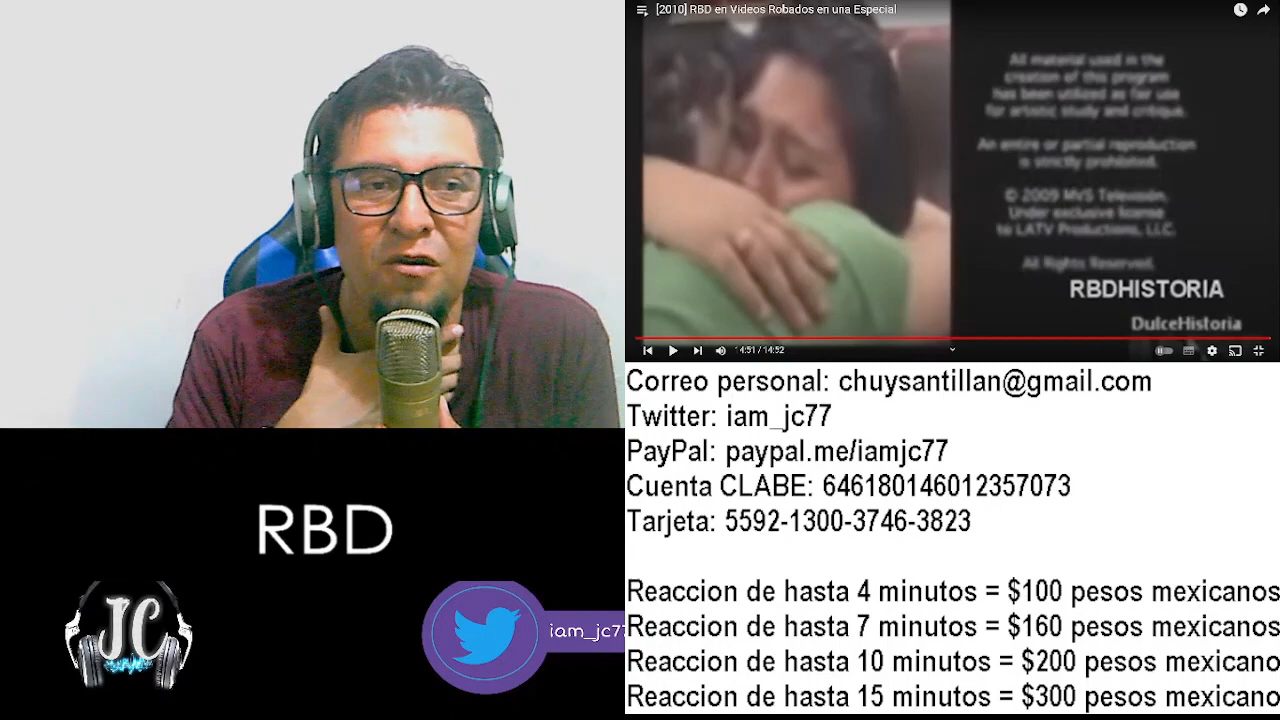 [2010] RBD en Videos Robados en una Especial
All material used in the
creation of this program
has been utilized as fair use
for artistic study and critique.
An entire or partial reproduction
is strictly prohibited.
© 2009 MVS Televisión.
Under exclusive license
to LATV Productions, LLC.
All Rights Reserved.
RBDHISTORIA
DulceHistoria
14:51 / 14:52
Correo personal: chuysantillan@gmail.com
Twitter: iam_jc77
PayPal: paypal.me/iamjc77
Cuenta CLABE: 646180146012357073
Tarjeta: 5592-1300-3746-3823
Reaccion de hasta 4 minutos = $100 pesos mexicanos
Reaccion de hasta 7 minutos = $160 pesos mexicanos
Reaccion de hasta 10 minutos = $200 pesos mexicano
Reaccion de hasta 15 minutos = $300 pesos mexicano
RBD
JC
iam_jc77